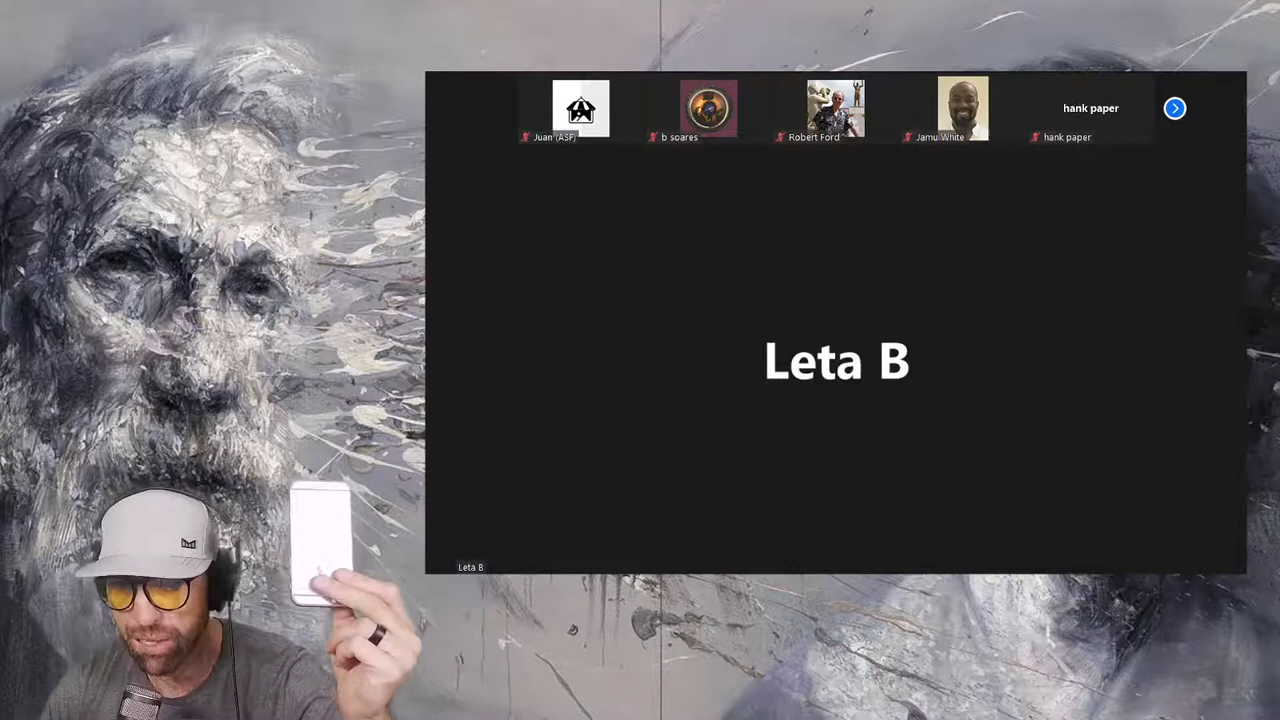 hank paper
Juan (ASF)
b soares
Robert Ford
Jamu White
hank paper
Leta B
Leta B